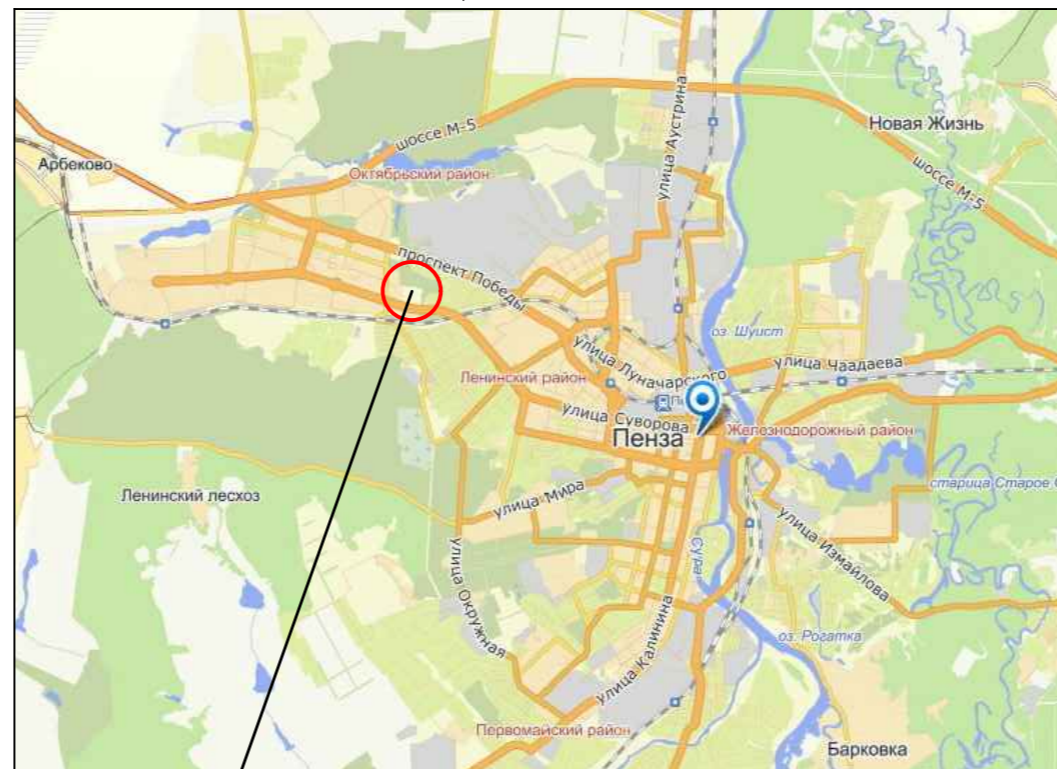 шоссе М-5
улица Аустрина
Новая Жизнь
шоссе М-5
Арбеково
Октябрьский район
проспект Победы
оз. Шуист
улица Луначарского
улица Чаадаева
Ленинский район
улица Суворова
Пенза
Железнодорожный район
старица Старое
Ленинский лесхоз
улица Мира
улица Измайлова
Сура
улица Окружная
оз. Рогатка
улица Калинина
Первомайский район
Барковка